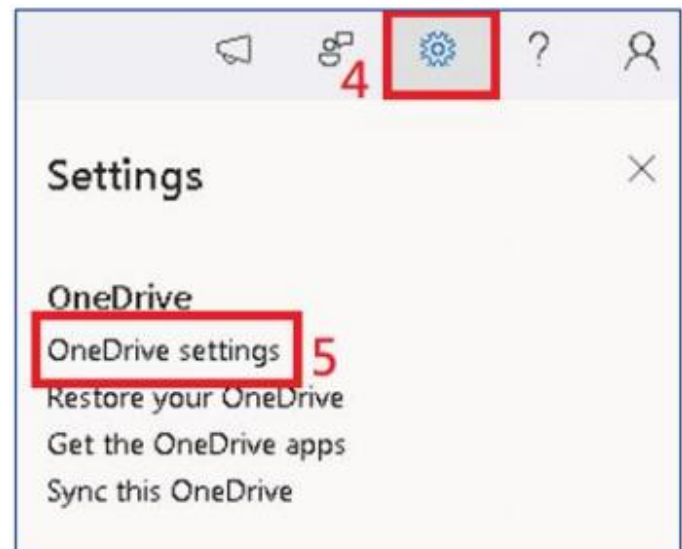 4
?
Settings
OneDrive
OneDrive settings 5
Restore your OneDrive
Get the OneDrive apps
Sync this OneDrive